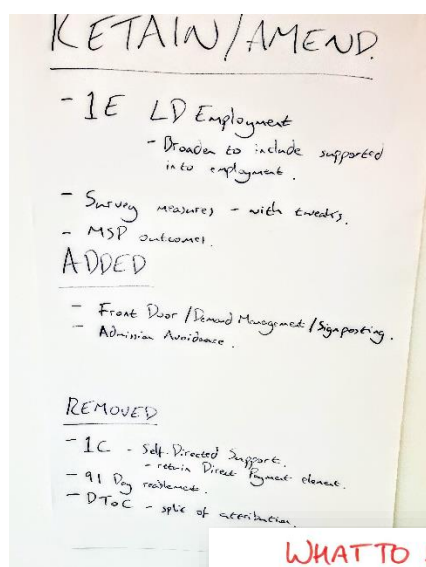 RETAIN/AMEND.
- 1E LD Employment
- Broaden to include supported
into employment.
- Survey measures - with tweaks.
- MSP outcomes.
ADDED
- Front Door / Demand Management / Signposting.
- Admission Avoidance.
REMOVED
- 1C - Self-Directed Support.
- retain Direct Payment element.
- 91 Day reablement.
- DToC - split of attribution.
WHAT TO